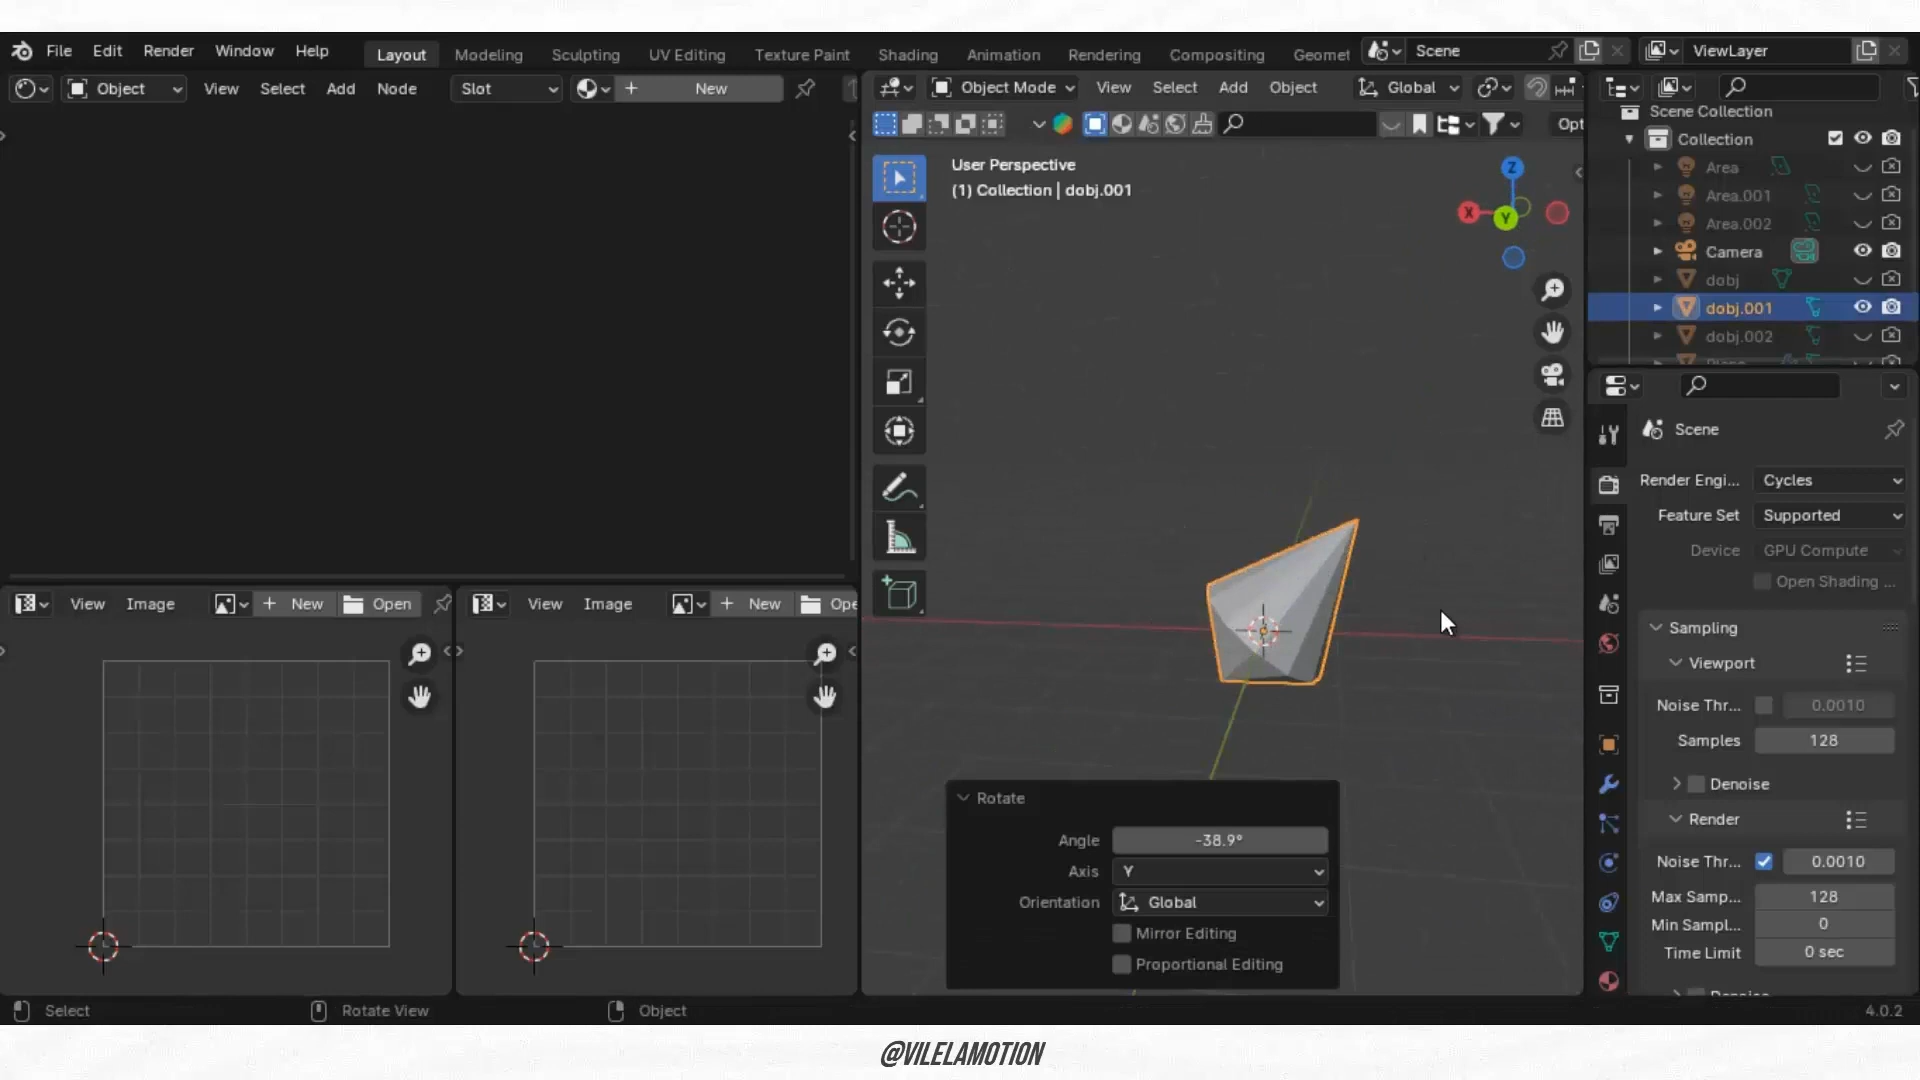 File Edit Render Window Help Layout Modeling Sculpting UV Editing Texture Paint Shading Animation Rendering Compositing Geomet Scene ViewLayer
Object View Select Add Node Slot New
Object Mode View Select Add Object Global
Opt
User Perspective
(1) Collection | dobj.001
Z
X
Y
Scene Collection
Collection
Area
Area.001
Area.002
Camera
dobj
dobj.001
dobj.002
Scene
Render Engi... Cycles
Feature Set Supported
Device GPU Compute
Open Shading ...
Sampling
Viewport
Noise Thr... 0.0010
Samples 128
Denoise
Render
Noise Thr... 0.0010
Max Samp... 128
Min Sampl... 0
Time Limit 0 sec
View Image New Open
View Image New Ope
Rotate
Angle -38.9°
Axis Y
Orientation Global
Mirror Editing
Proportional Editing
Select Rotate View Object 4.0.2
@VILELAMOTION